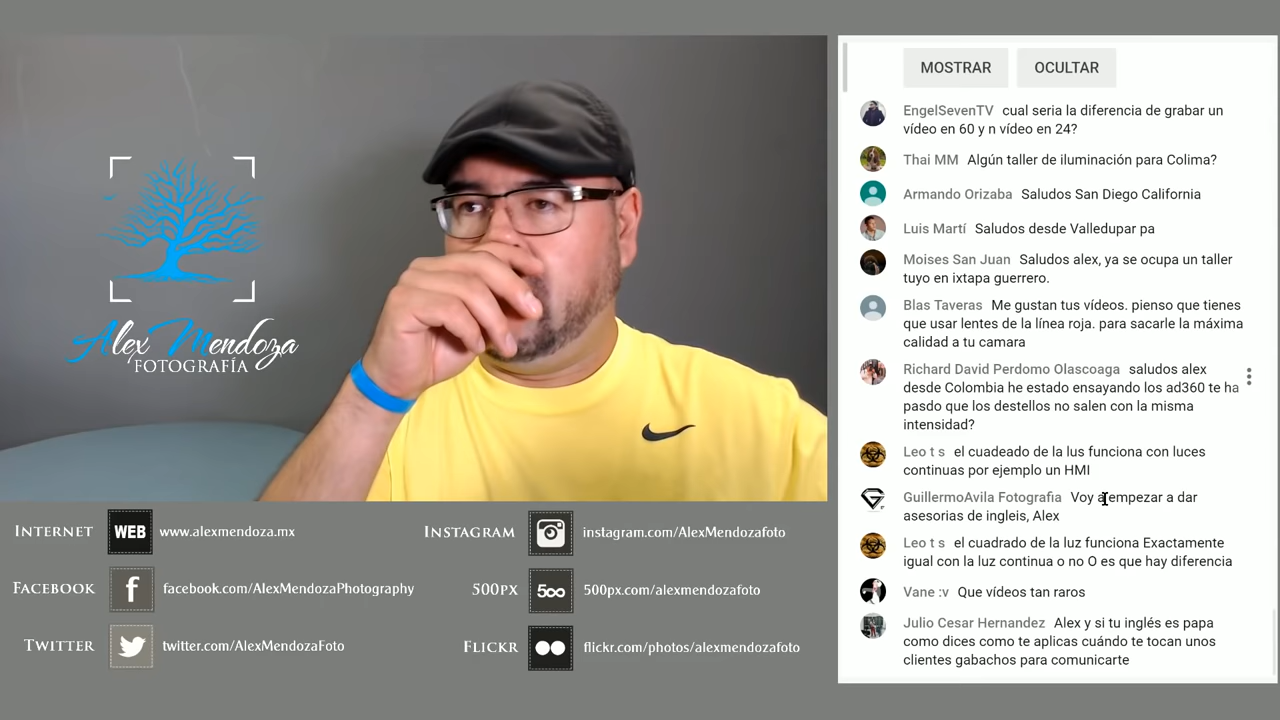 Alex Mendoza
FOTOGRAFÍA
INTERNET
WEB
www.alexmendoza.mx
INSTAGRAM
instagram.com/AlexMendozafoto
FACEBOOK
f
facebook.com/AlexMendozaPhotography
500PX
500
500px.com/alexmendozafoto
TWITTER
twitter.com/AlexMendozaFoto
FLICKR
flickr.com/photos/alexmendozafoto
MOSTRAR
OCULTAR
EngelSevenTV cual seria la diferencia de grabar un
vídeo en 60 y n vídeo en 24?
Thai MM Algún taller de iluminación para Colima?
Armando Orizaba Saludos San Diego California
Luis Martí Saludos desde Valledupar pa
Moises San Juan Saludos alex, ya se ocupa un taller
tuyo en ixtapa guerrero.
Blas Taveras Me gustan tus vídeos. pienso que tienes
que usar lentes de la línea roja. para sacarle la máxima
calidad a tu camara
Richard David Perdomo Olascoaga saludos alex
desde Colombia he estado ensayando los ad360 te ha
pasdo que los destellos no salen con la misma
intensidad?
Leo t s el cuadeado de la lus funciona con luces
continuas por ejemplo un HMI
GuillermoAvila Fotografia Voy a empezar a dar
asesorias de ingleis, Alex
Leo t s el cuadrado de la luz funciona Exactamente
igual con la luz continua o no O es que hay diferencia
Vane :v Que vídeos tan raros
Julio Cesar Hernandez Alex y si tu inglés es papa
como dices como te aplicas cuándo te tocan unos
clientes gabachos para comunicarte